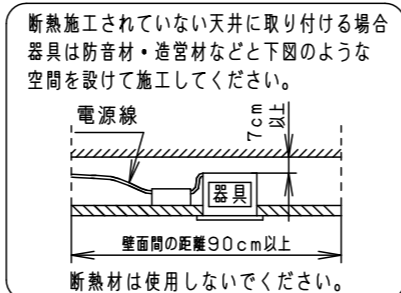 断熱施工されていない天井に取り付ける場合
器具は防音材・造営材などと下図のような
空間を設けて施工してください。
電源線
7cm
以上
器具
壁面間の距離90cm以上
断熱材は使用しないでください。